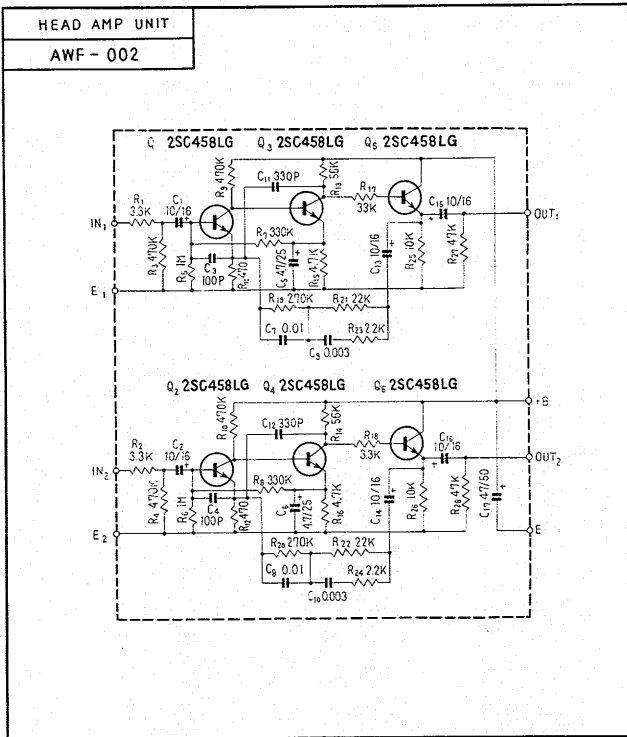 HEAD AMP UNIT
AWF-002
Q 2SC458LG
Q3 2SC458LG
Q5 2SC458LG
R9 470K
C11 330P
R13 56K
R1 3.3K
C1 10/16
R17 33K
C15 10/16
IN1
OUT1
R3 470K
R5 1M
C3 100P
R11 470
R7 330K
C5 47/25
R15 4.7K
C13 10/16
R25 10K
R27 47K
E1
R19 270K
R21 22K
C7 0.01
C9 0.003
R23 2.2K
Q2 2SC458LG
Q4 2SC458LG
Q6 2SC458LG
+B
R10 470K
C12 330P
R14 56K
R2 3.3K
C2 10/16
R18 3.3K
C16 10/16
IN2
OUT2
R4 470K
R6 1M
C4 100P
R12 470
R8 330K
C6 4.7/25
R16 4.7K
C14 10/16
R26 10K
R28 47K
C17 47/50
E2
E
R20 270K
R22 22K
C8 0.01
C10 0.003
R24 2.2K